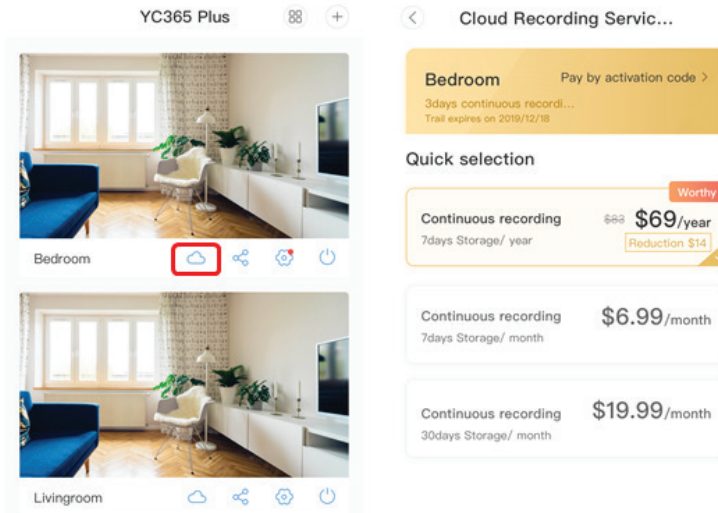 YC365 Plus
Bedroom
Livingroom
Cloud Recording Servic...
Bedroom
Pay by activation code >
3days continuous recordi...
Trail expires on 2019/12/18
Quick selection
Worthy
Continuous recording
$83 $69/year
7days Storage/ year
Reduction $14
Continuous recording
$6.99/month
7days Storage/ month
Continuous recording
$19.99/month
30days Storage/ month